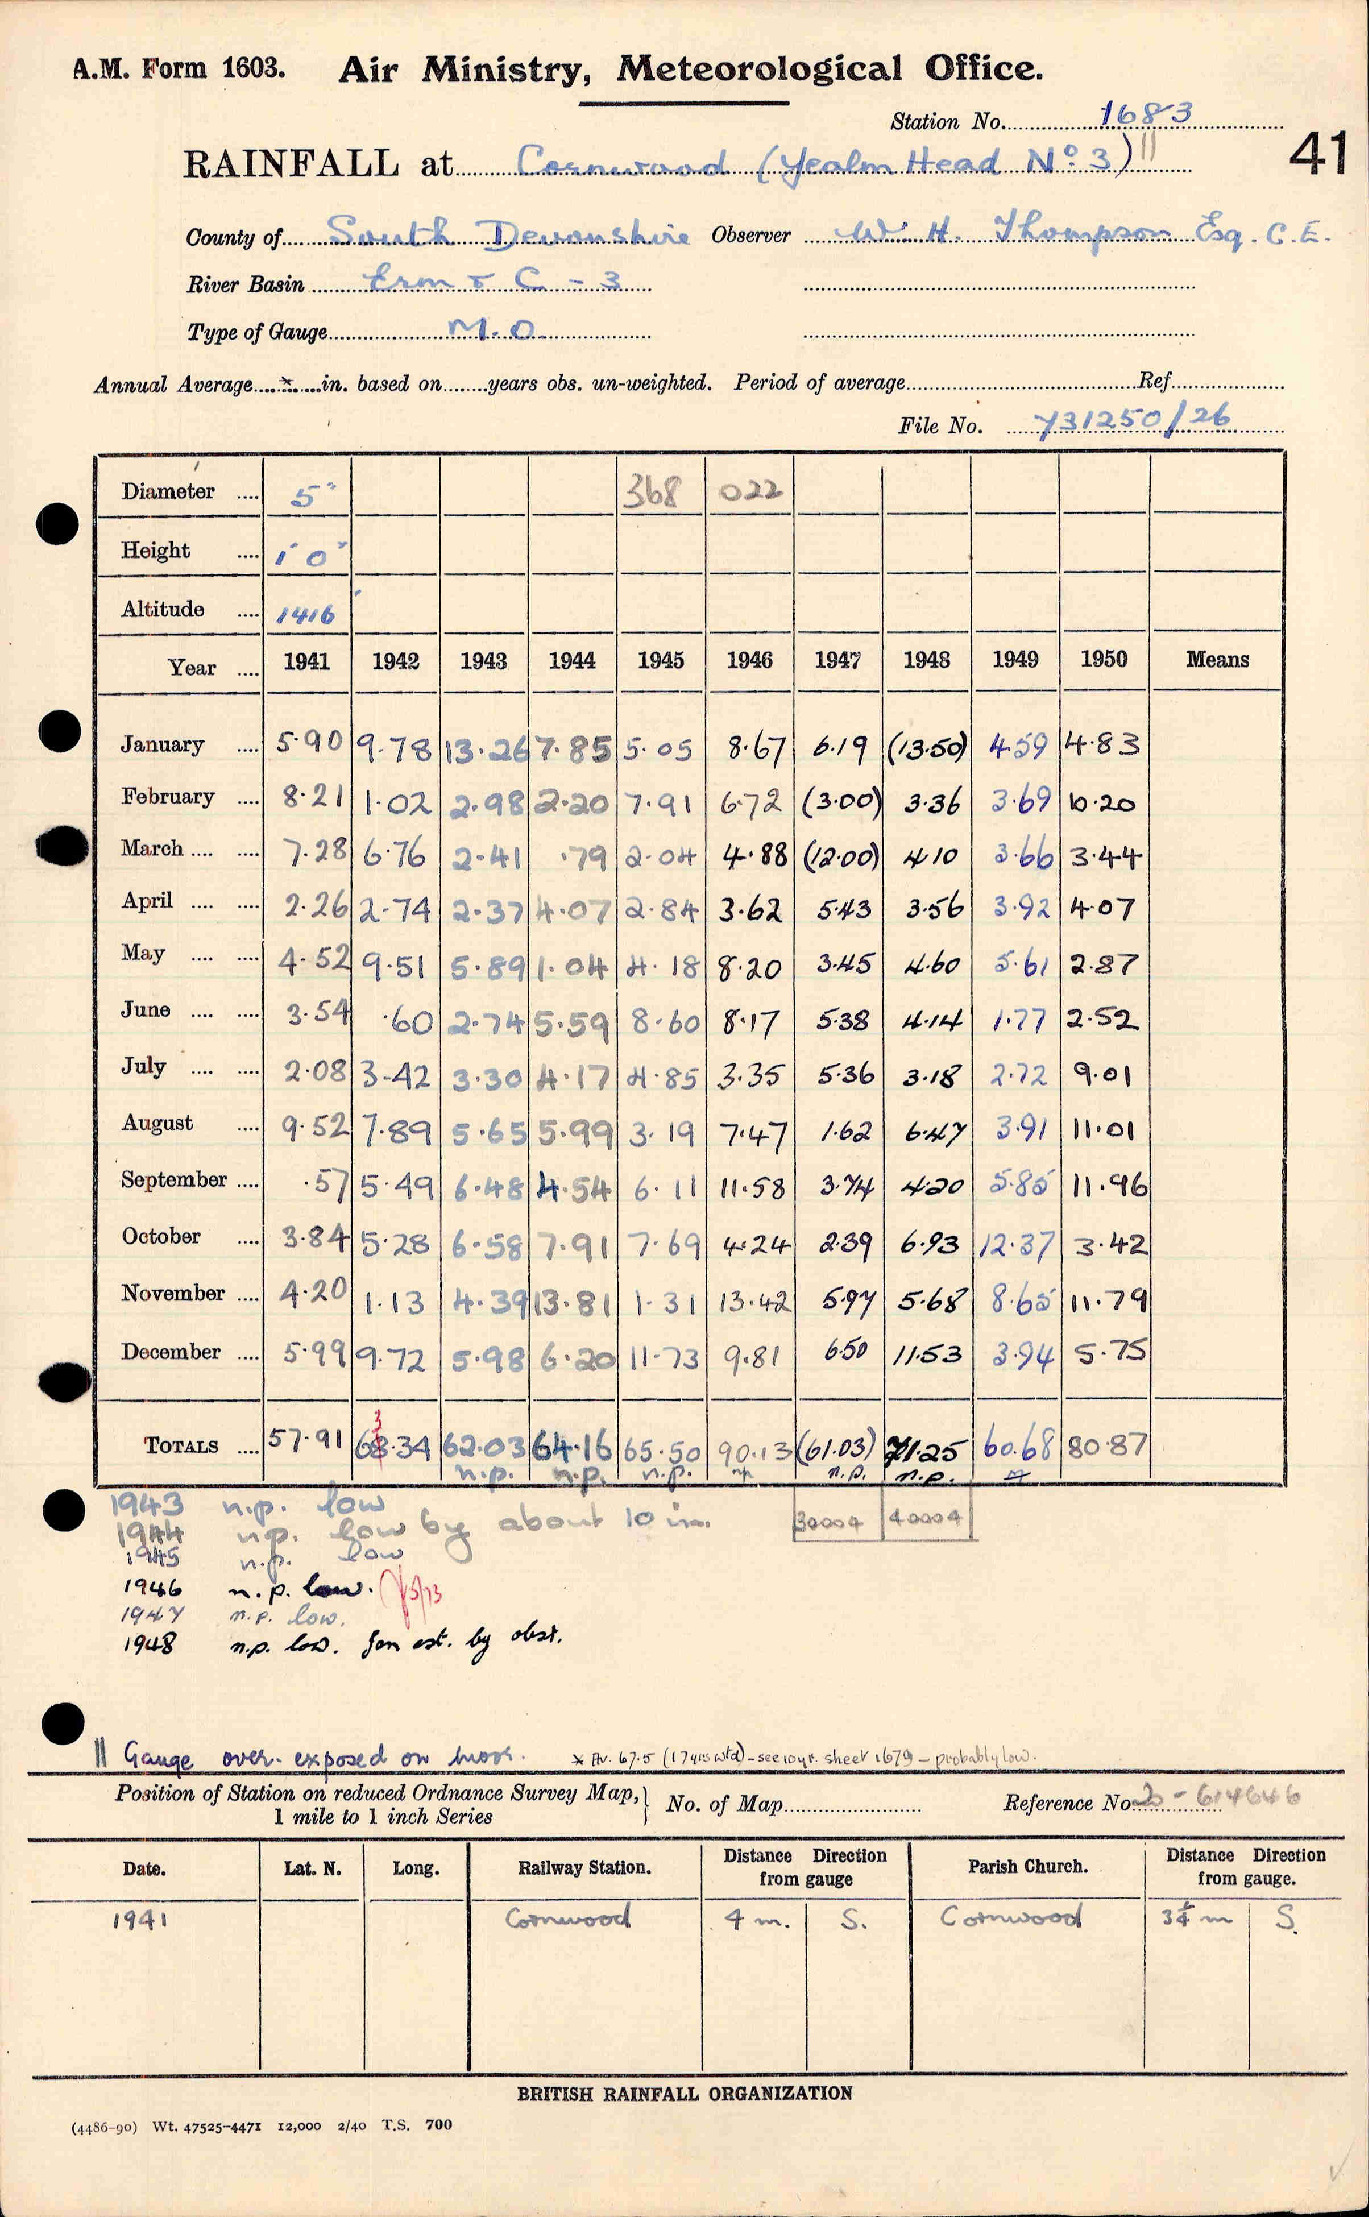 A.M. Form 1603. Air Ministry, Meteorological Office.
Station No. 1683
41
RAINFALL at Cornwood (Yealm Head No. 3) ||
County of South Devonshire Observer W. H. Thompson Esq. C.E.
River Basin Erm & C - 3
Type of Gauge M.O.
Annual Average x in. based on years obs. un-weighted. Period of average Ref.
File No. 731250/26
Diameter .... 5" 368 022
Height .... 1' 0"
Altitude .... 1416'
Year .... 1941 1942 1943 1944 1945 1946 1947 1948 1949 1950 Means
January .... 5.90 9.78 13.26 7.85 5.05 8.67 6.19 (13.50) 4.59 4.83
February .... 8.21 1.02 2.98 2.20 7.91 6.72 (3.00) 3.36 3.69 10.20
March .... .... 7.28 6.76 2.41 .79 2.04 4.88 (12.00) 4.10 3.66 3.44
April .... .... 2.26 2.74 2.37 4.07 2.84 3.62 5.43 3.56 3.92 4.07
May .... .... 4.52 9.51 5.89 1.04 4.18 8.20 3.45 4.60 5.61 2.87
June .... .... 3.54 .60 2.74 5.59 8.60 8.17 5.38 4.14 1.77 2.52
July .... .... 2.08 3.42 3.30 4.17 4.85 3.35 5.36 3.18 2.72 9.01
August .... 9.52 7.89 5.65 5.99 3.19 7.47 1.62 6.47 3.91 11.01
September .... .57 5.49 6.48 4.54 6.11 11.58 3.74 4.20 5.85 11.96
October .... 3.84 5.28 6.58 7.91 7.69 4.24 2.39 6.93 12.37 3.42
November .... 4.20 1.13 4.39 13.81 1.31 13.42 5.97 5.68 8.65 11.79
December .... 5.99 9.72 5.98 6.20 11.73 9.81 6.50 11.53 3.94 5.75
3
TOTALS .... 57.91 63.34 62.03 64.16 65.50 90.13 (61.03) 71.25 60.68 80.87
n.p. n.p. n.p. np n.p. n.p.
30004 40004
1943 n.p. low
1944 n.p. low by about 10 in.
1945 n.p. low
1946 n.p. low.
1947 n.p. low.
1948 n.p. low. Jan est. by obsr.
|| Gauge over-exposed on moor. x Av. 67.5 (1741s wtd) - see 10 yr. sheet 1679 - probably low.
Position of Station on reduced Ordnance Survey Map, 1 mile to 1 inch Series } No. of Map Reference No. 20-614646
Date. Lat. N. Long. Railway Station. Distance Direction from gauge Parish Church. Distance Direction from gauge.
1941 Cornwood 4 m. S. Cornwood 3¼ m S.
BRITISH RAINFALL ORGANIZATION
(4486-90) Wt. 47525-4471 12,000 2/40 T.S. 700